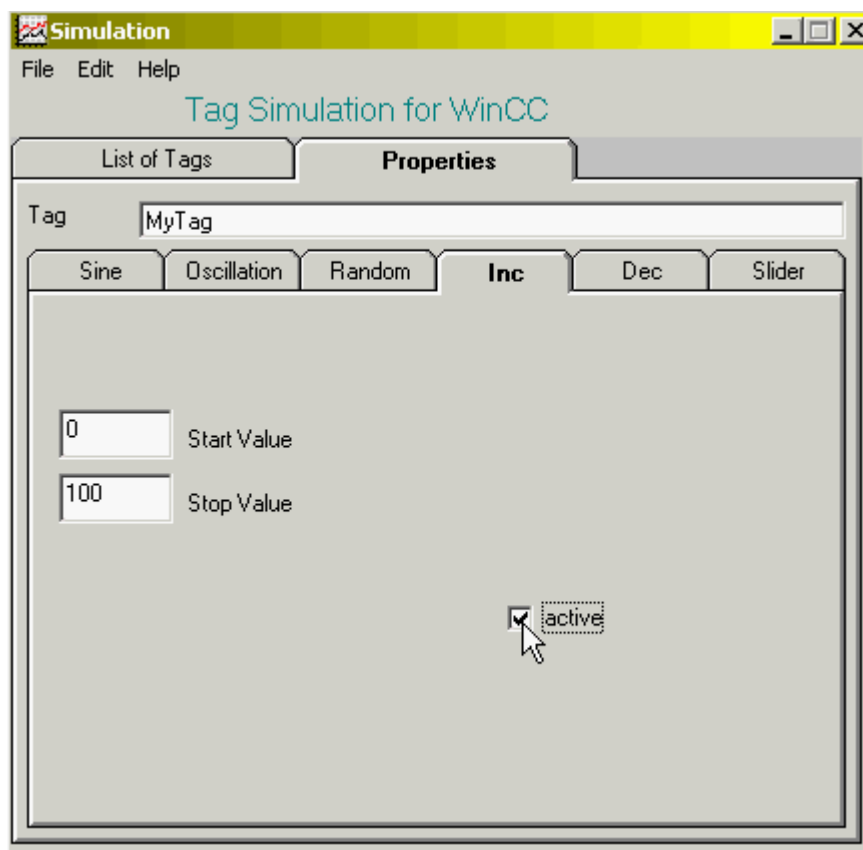 Simulation
File Edit Help
Tag Simulation for WinCC
List of Tags Properties
Tag MyTag
Sine Oscillation Random Inc Dec Slider
0 Start Value
100 Stop Value
active